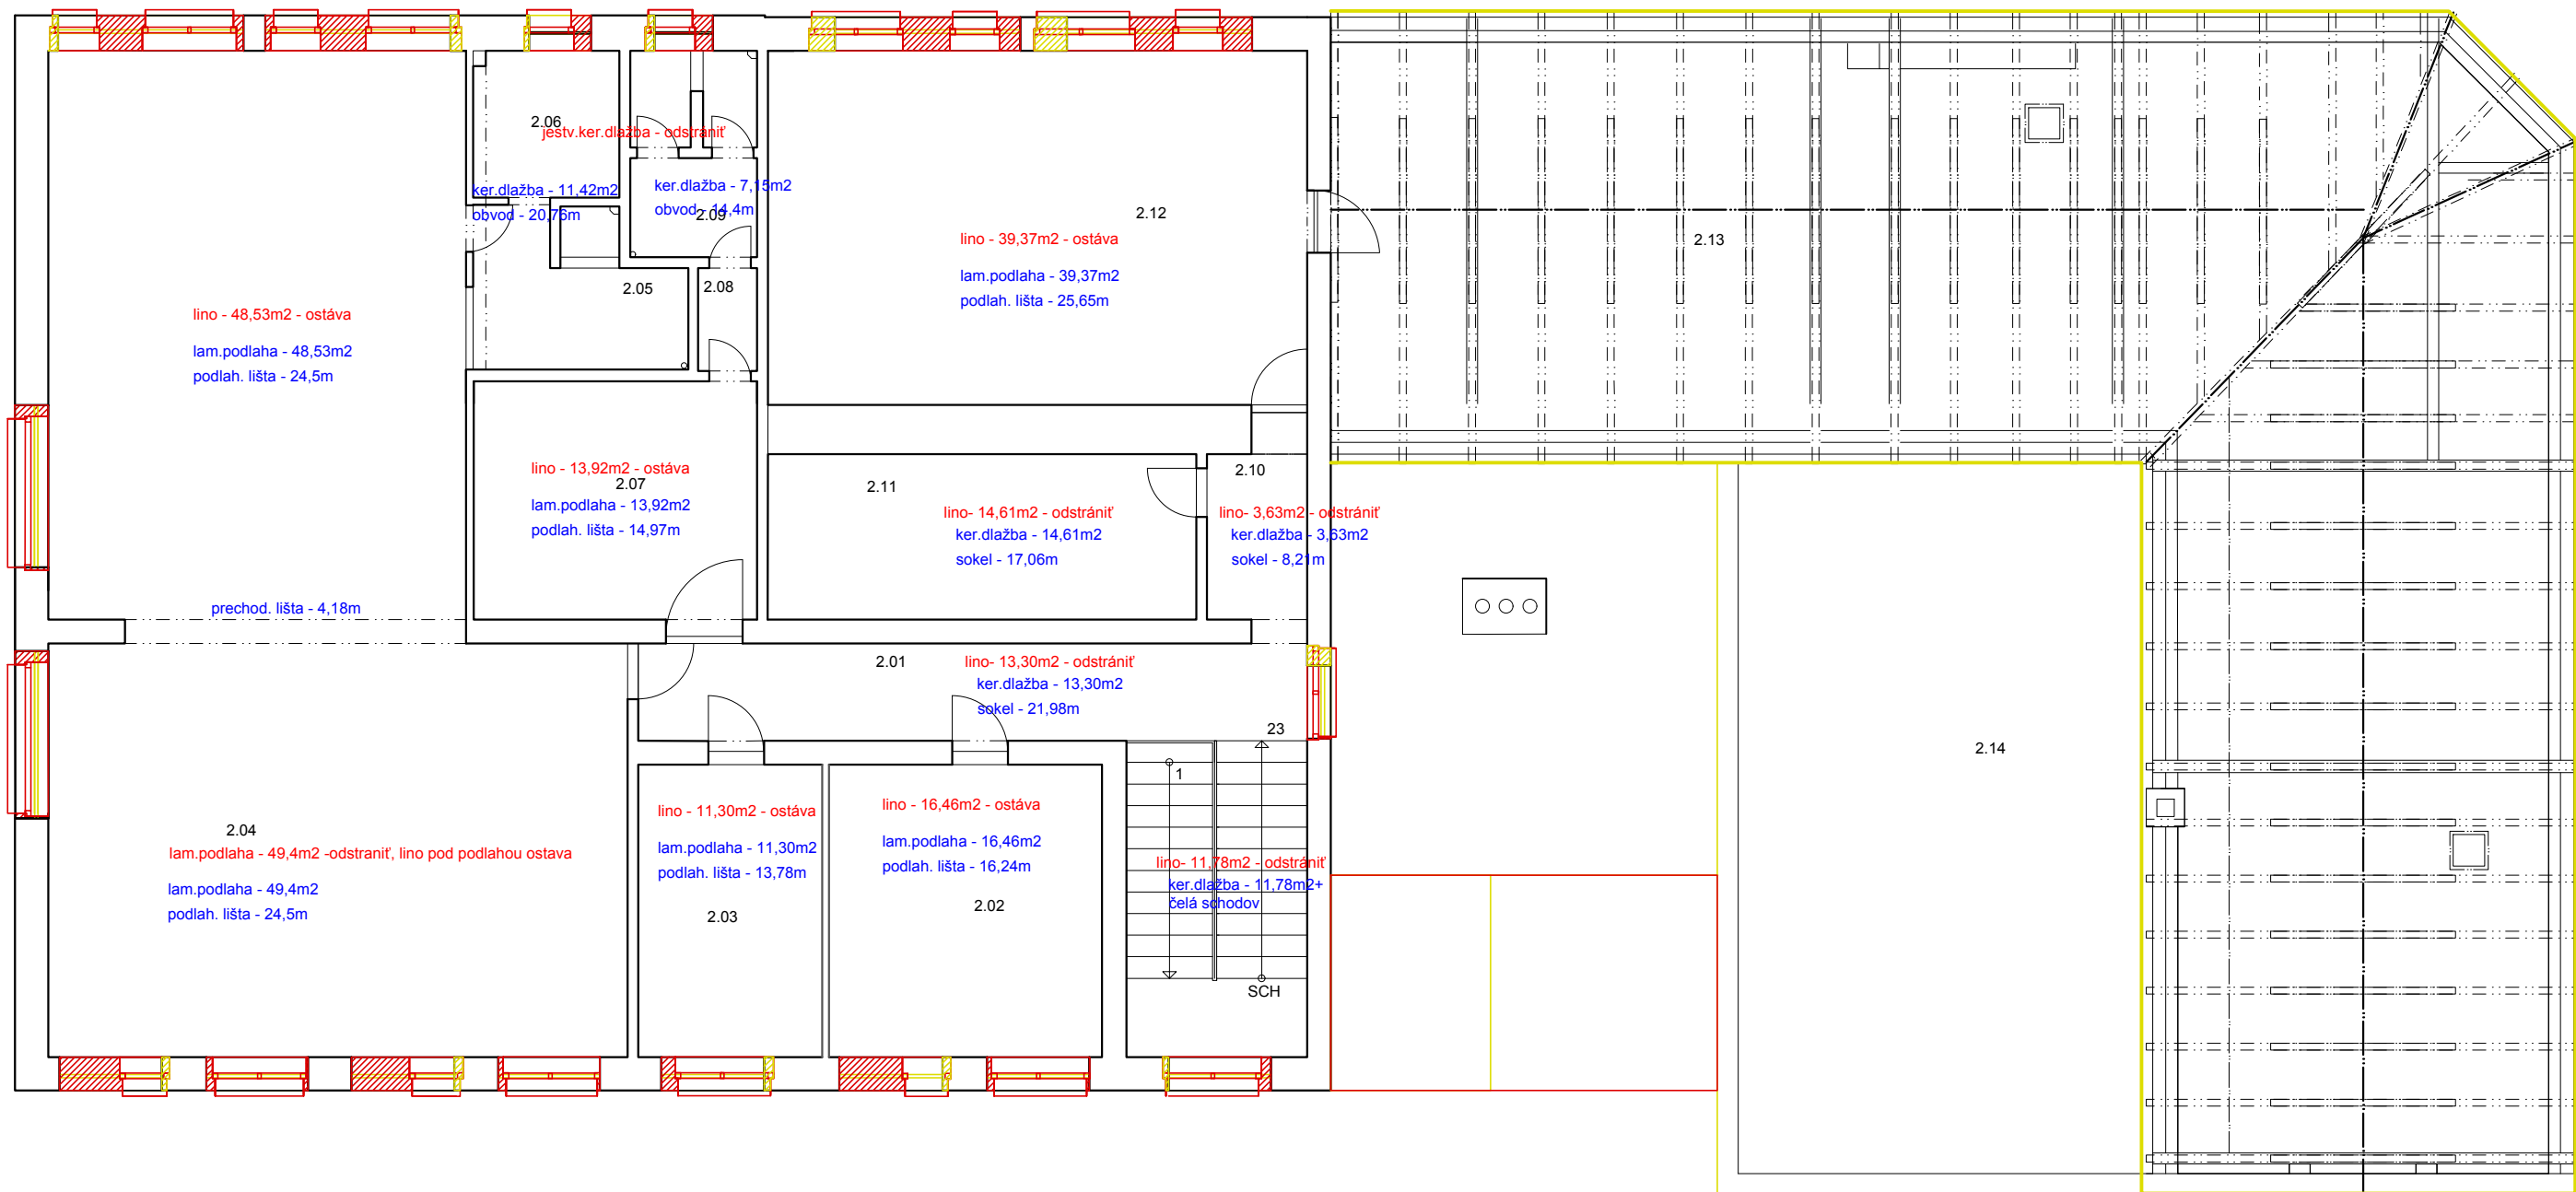 2.06
jestv.ker.dlažba - odstrániť
ker.dlažba - 11,42m2
obvod - 20,76m
ker.dlažba - 7,15m2
2.09
obvod - 14,4m
2.12
lino - 39,37m2 - ostáva
lam.podlaha - 39,37m2
podlah. lišta - 25,65m
2.13
2.05
2.08
lino - 48,53m2 - ostáva
lam.podlaha - 48,53m2
podlah. lišta - 24,5m
lino - 13,92m2 - ostáva
2.07
lam.podlaha - 13,92m2
podlah. lišta - 14,97m
2.11
lino- 14,61m2 - odstrániť
ker.dlažba - 14,61m2
sokel - 17,06m
2.10
lino- 3,63m2 - odstrániť
ker.dlažba - 3,63m2
sokel - 8,21m
prechod. lišta - 4,18m
2.01
lino- 13,30m2 - odstrániť
ker.dlažba - 13,30m2
sokel - 21,98m
23
1
2.14
2.04
lam.podlaha - 49,4m2 -odstraniť, lino pod podlahou ostava
lam.podlaha - 49,4m2
podlah. lišta - 24,5m
lino - 11,30m2 - ostáva
lam.podlaha - 11,30m2
podlah. lišta - 13,78m
2.03
lino - 16,46m2 - ostáva
lam.podlaha - 16,46m2
podlah. lišta - 16,24m
2.02
lino- 11,78m2 - odstrániť
ker.dlažba - 11,78m2+
čelá schodov
SCH